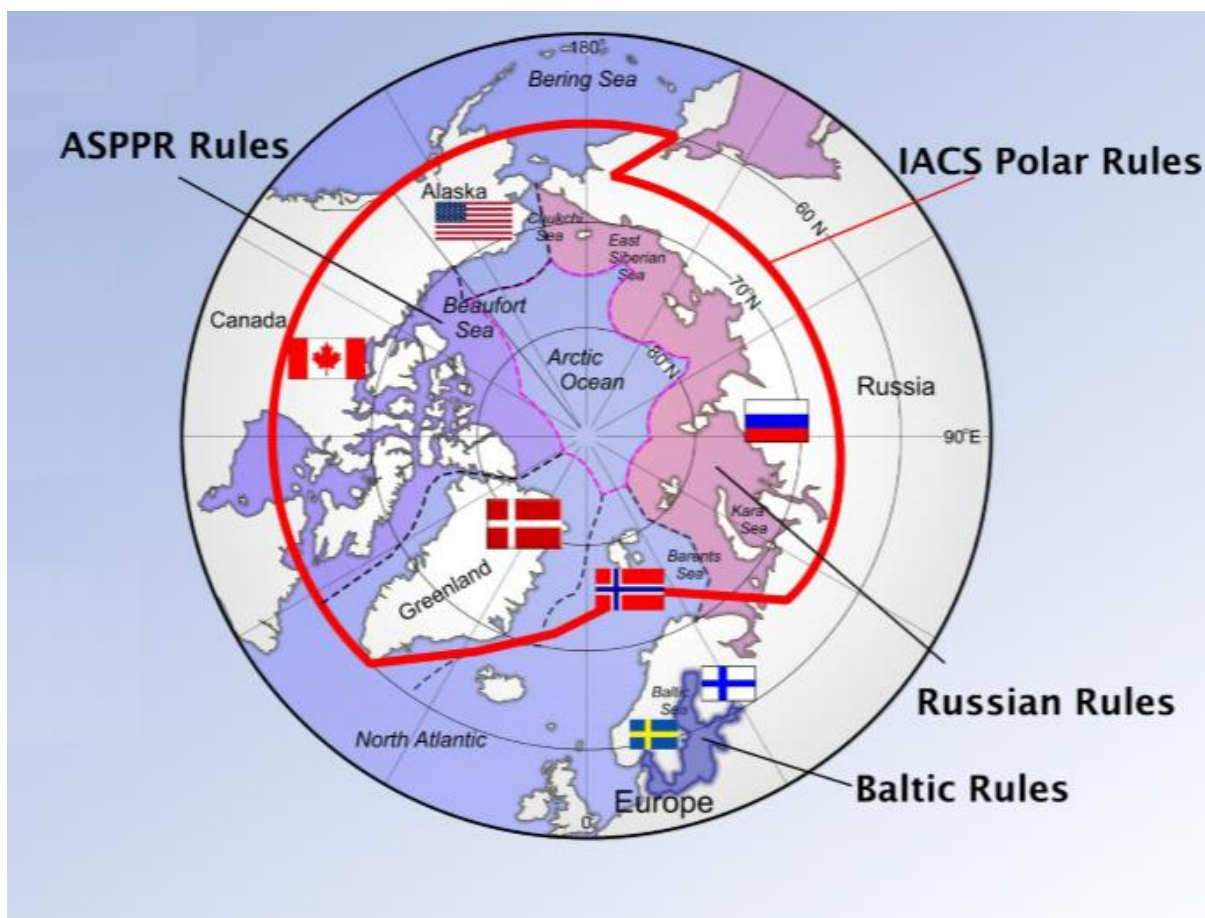 180°
Bering Sea
ASPPR Rules
IACS Polar Rules
Alaska
60 N
Chukchi
Sea
East
Siberian
Sea
70°N
Beaufort
Sea
Canada
80°N
Arctic
Ocean
Russia
90°E
Kara
Sea
Barents
Sea
Greenland
Russian Rules
Baltic
Sea
North Atlantic
Baltic Rules
Europe
0°